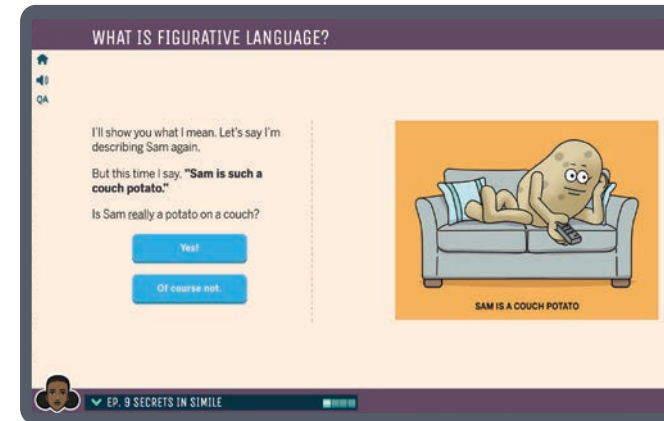 WHAT IS FIGURATIVE LANGUAGE?
QA
I'll show you what I mean. Let's say I'm
describing Sam again.
But this time I say, "Sam is such a
couch potato."
Is Sam really a potato on a couch?
Yes!
Of course not.
SAM IS A COUCH POTATO
EP. 9 SECRETS IN SIMILE